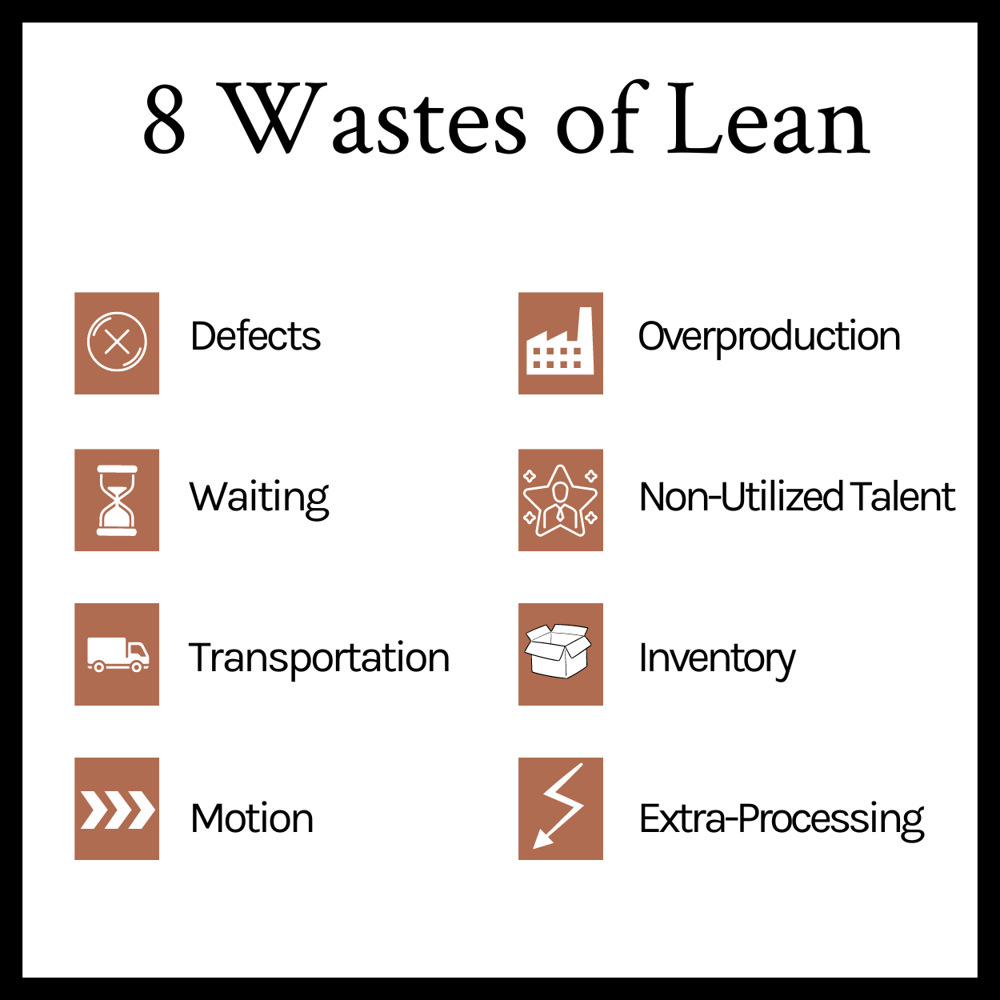 8 Wastes of Lean
Defects
Overproduction
Waiting
Non-Utilized Talent
Transportation
Inventory
Motion
Extra-Processing